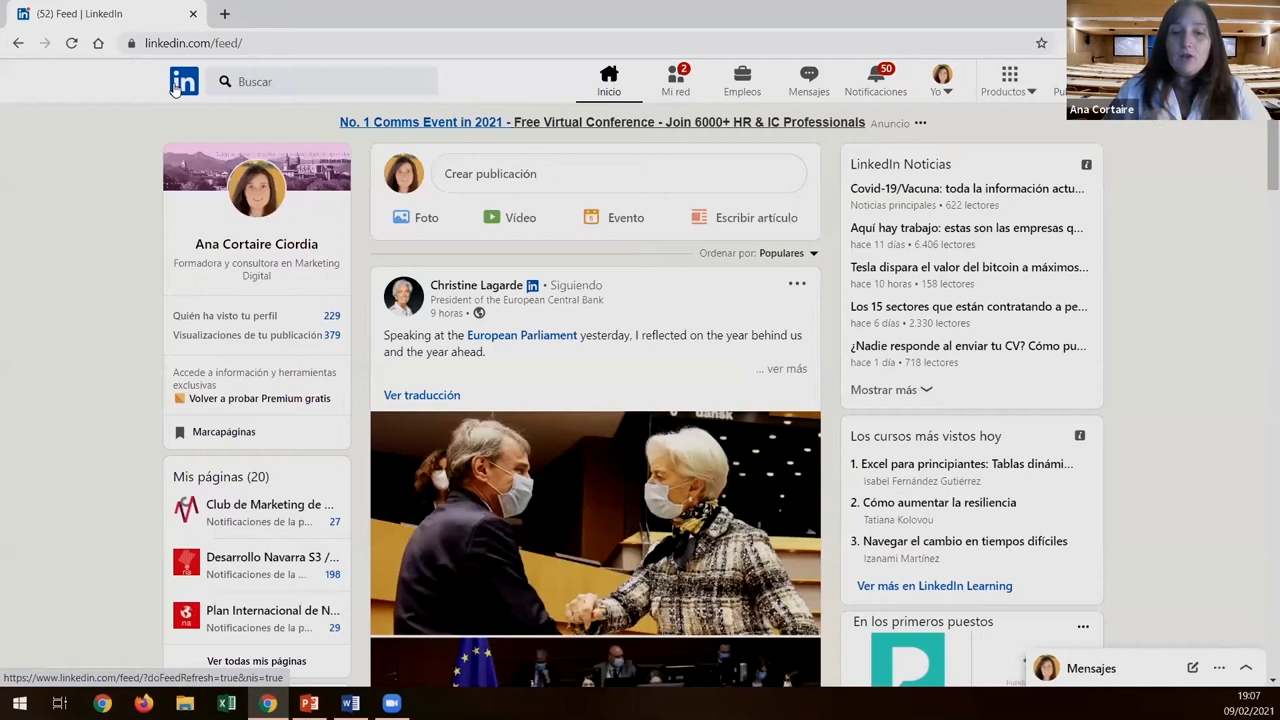 (52) Feed | LinkedIn
linkedin.com/feed/
in
Buscar
2
50
Inicio
Mi red
Empleos
Mensajes
Notificaciones
Yo
Productos
Ana Cortaire
No. 1 Comms Event in 2021 - Free Virtual Conference - Join 6000+ HR & IC Professionals
Anuncio
Ana Cortaire Ciordia
Formadora y consultora en Marketing
Digital
Quién ha visto tu perfil 229
Visualizaciones de tu publicación 379
Accede a información y herramientas
exclusivas
Volver a probar Premium gratis
Marcapáginas
Mis páginas (20)
Club de Marketing de ...
Notificaciones de la p... 27
Desarrollo Navarra S3 /...
Notificaciones de la ... 198
Plan Internacional de N...
Notificaciones de la p... 29
Ver todas mis páginas
Crear publicación
Foto
Vídeo
Evento
Escribir artículo
Ordenar por: Populares
Christine Lagarde in • Siguiendo
President of the European Central Bank
9 horas •
Speaking at the European Parliament yesterday, I reflected on the year behind us
and the year ahead.
... ver más
Ver traducción
LinkedIn Noticias
Covid-19/Vacuna: toda la información actu...
Noticias principales • 622 lectores
Aquí hay trabajo: estas son las empresas q...
hace 11 días • 6.406 lectores
Tesla dispara el valor del bitcoin a máximos...
hace 10 horas • 158 lectores
Los 15 sectores que están contratando a pe...
hace 6 días • 2.330 lectores
¿Nadie responde al enviar tu CV? Cómo pu...
hace 1 día • 718 lectores
Mostrar más
Los cursos más vistos hoy
1. Excel para principiantes: Tablas dinámi...
Isabel Fernández Gutiérrez
2. Cómo aumentar la resiliencia
Tatiana Kolovou
3. Navegar el cambio en tiempos difíciles
Izanami Martínez
Ver más en LinkedIn Learning
En los primeros puestos
Mensajes
https://www.linkedin.com/feed/?doFeedRefresh=true&nis=true
19:07
09/02/2021